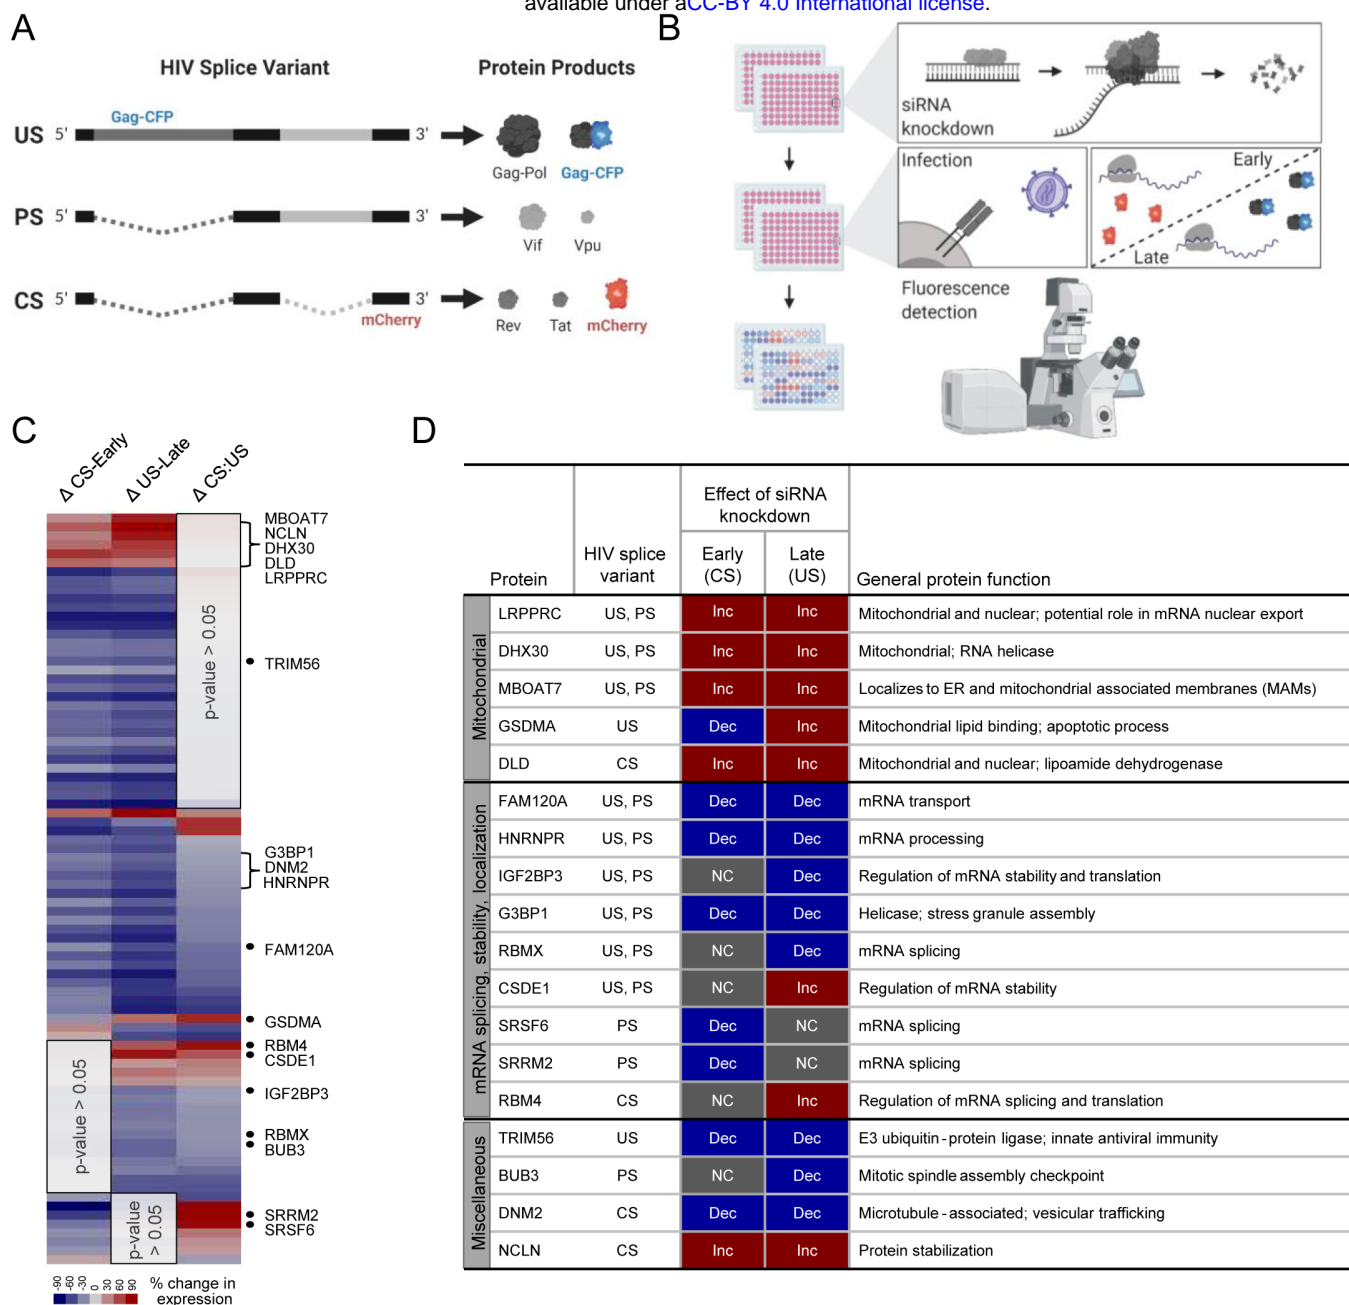 available under aCC-BY 4.0 International license.
A
HIV Splice Variant
Protein Products
US 5' Gag-CFP 3'
Gag-Pol Gag-CFP
PS 5' 3'
Vif Vpu
CS 5' 3'
mCherry
Rev Tat mCherry
B
siRNA
knockdown
Infection
Early
Late
Fluorescence
detection
C
Δ CS-Early
Δ US-Late
Δ CS:US
MBOAT7
NCLN
DHX30
DLD
LRPPRC
p-value > 0.05
TRIM56
G3BP1
DNM2
HNRNPR
FAM120A
GSDMA
RBM4
CSDE1
p-value > 0.05
IGF2BP3
RBMX
BUB3
p-value
> 0.05
SRRM2
SRSF6
-90 -60 -30 0 30 60 90
% change in
expression
D
Effect of siRNA
knockdown
Protein
HIV splice
variant
Early
(CS)
Late
(US)
General protein function
Mitochondrial
LRPPRC US, PS Inc Inc Mitochondrial and nuclear; potential role in mRNA nuclear export
DHX30 US, PS Inc Inc Mitochondrial; RNA helicase
MBOAT7 US, PS Inc Inc Localizes to ER and mitochondrial associated membranes (MAMs)
GSDMA US Dec Inc Mitochondrial lipid binding; apoptotic process
DLD CS Inc Inc Mitochondrial and nuclear; lipoamide dehydrogenase
mRNA splicing, stability, localization
FAM120A US, PS Dec Dec mRNA transport
HNRNPR US, PS Dec Dec mRNA processing
IGF2BP3 US, PS NC Dec Regulation of mRNA stability and translation
G3BP1 US, PS Dec Dec Helicase; stress granule assembly
RBMX US, PS NC Dec mRNA splicing
CSDE1 US, PS NC Inc Regulation of mRNA stability
SRSF6 PS Dec NC mRNA splicing
SRRM2 PS Dec NC mRNA splicing
RBM4 CS NC Inc Regulation of mRNA splicing and translation
Miscellaneous
TRIM56 US Dec Dec E3 ubiquitin-protein ligase; innate antiviral immunity
BUB3 PS NC Dec Mitotic spindle assembly checkpoint
DNM2 CS Dec Dec Microtubule-associated; vesicular trafficking
NCLN CS Inc Inc Protein stabilization